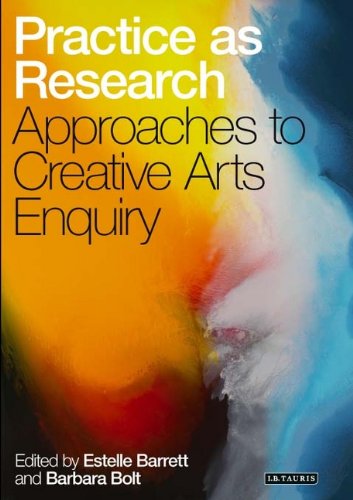 Practice as
Research
Approaches to
Creative Arts
Enquiry
Edited by Estelle Barrett
and Barbara Bolt
I.B.TAURIS